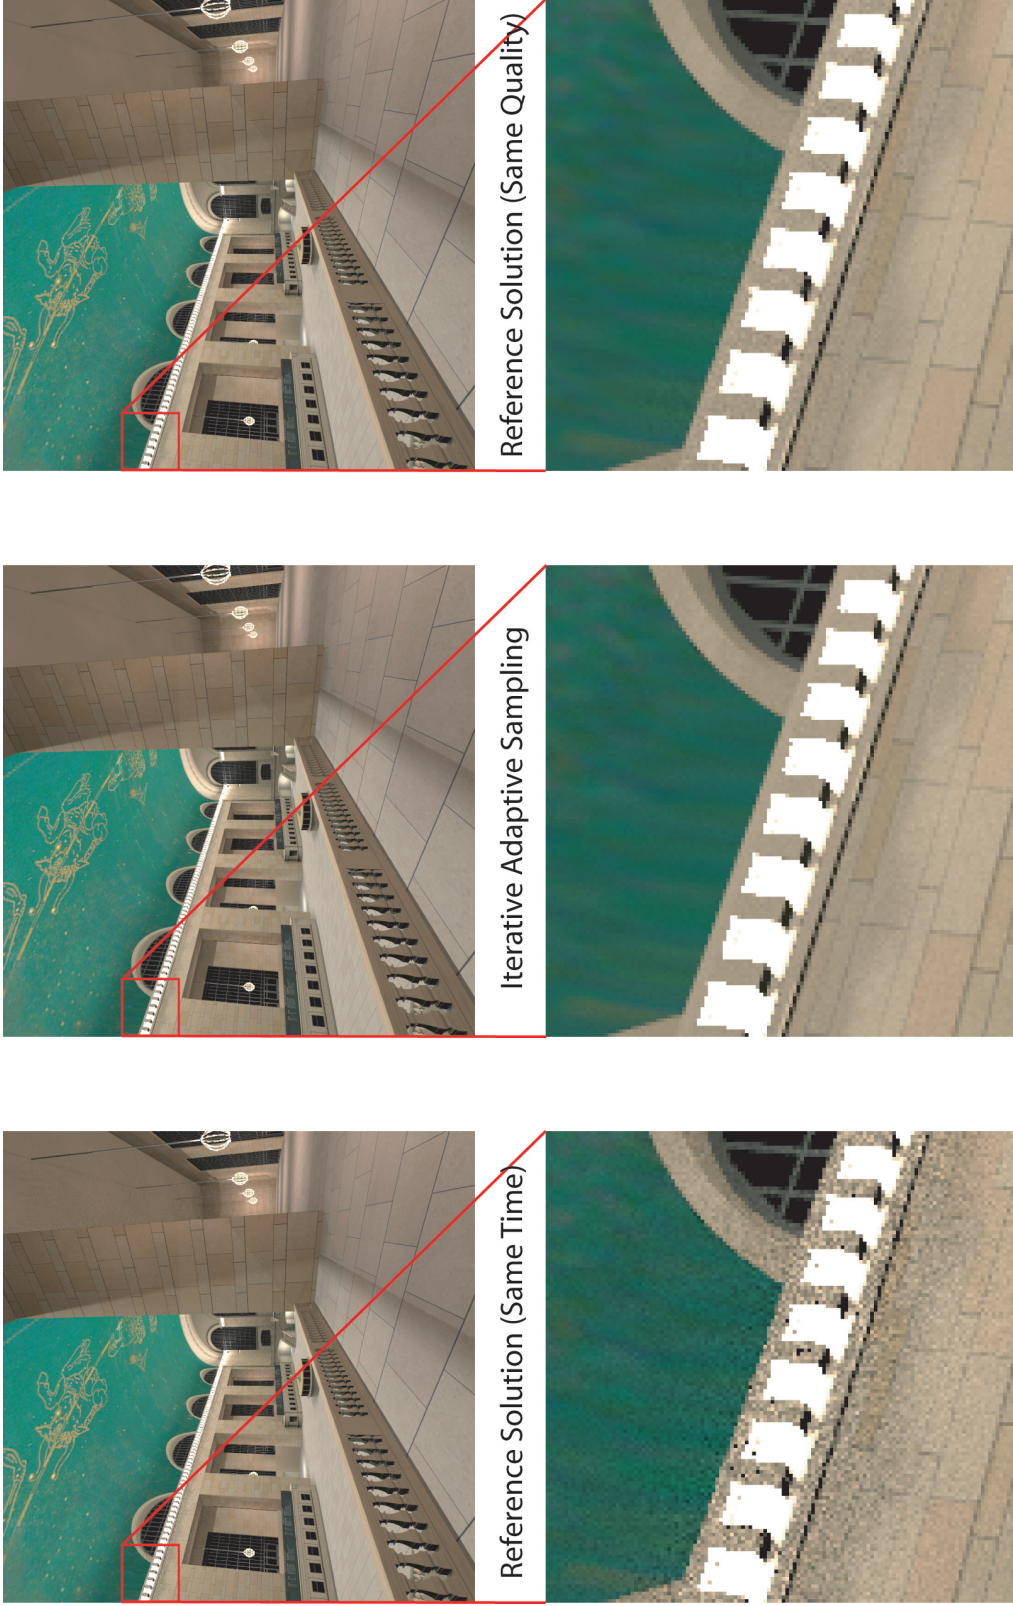 Reference Solution (Same Time)
Iterative Adaptive Sampling
Reference Solution (Same Quality)